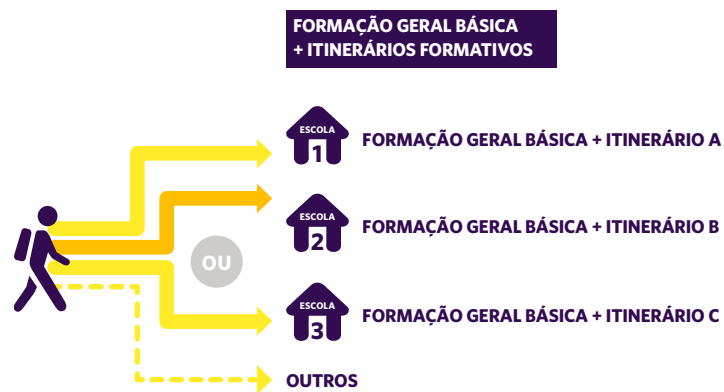 FORMAÇÃO GERAL BÁSICA
+ ITINERÁRIOS FORMATIVOS
ESCOLA
1
FORMAÇÃO GERAL BÁSICA + ITINERÁRIO A
ESCOLA
2
FORMAÇÃO GERAL BÁSICA + ITINERÁRIO B
OU
ESCOLA
3
FORMAÇÃO GERAL BÁSICA + ITINERÁRIO C
OUTROS